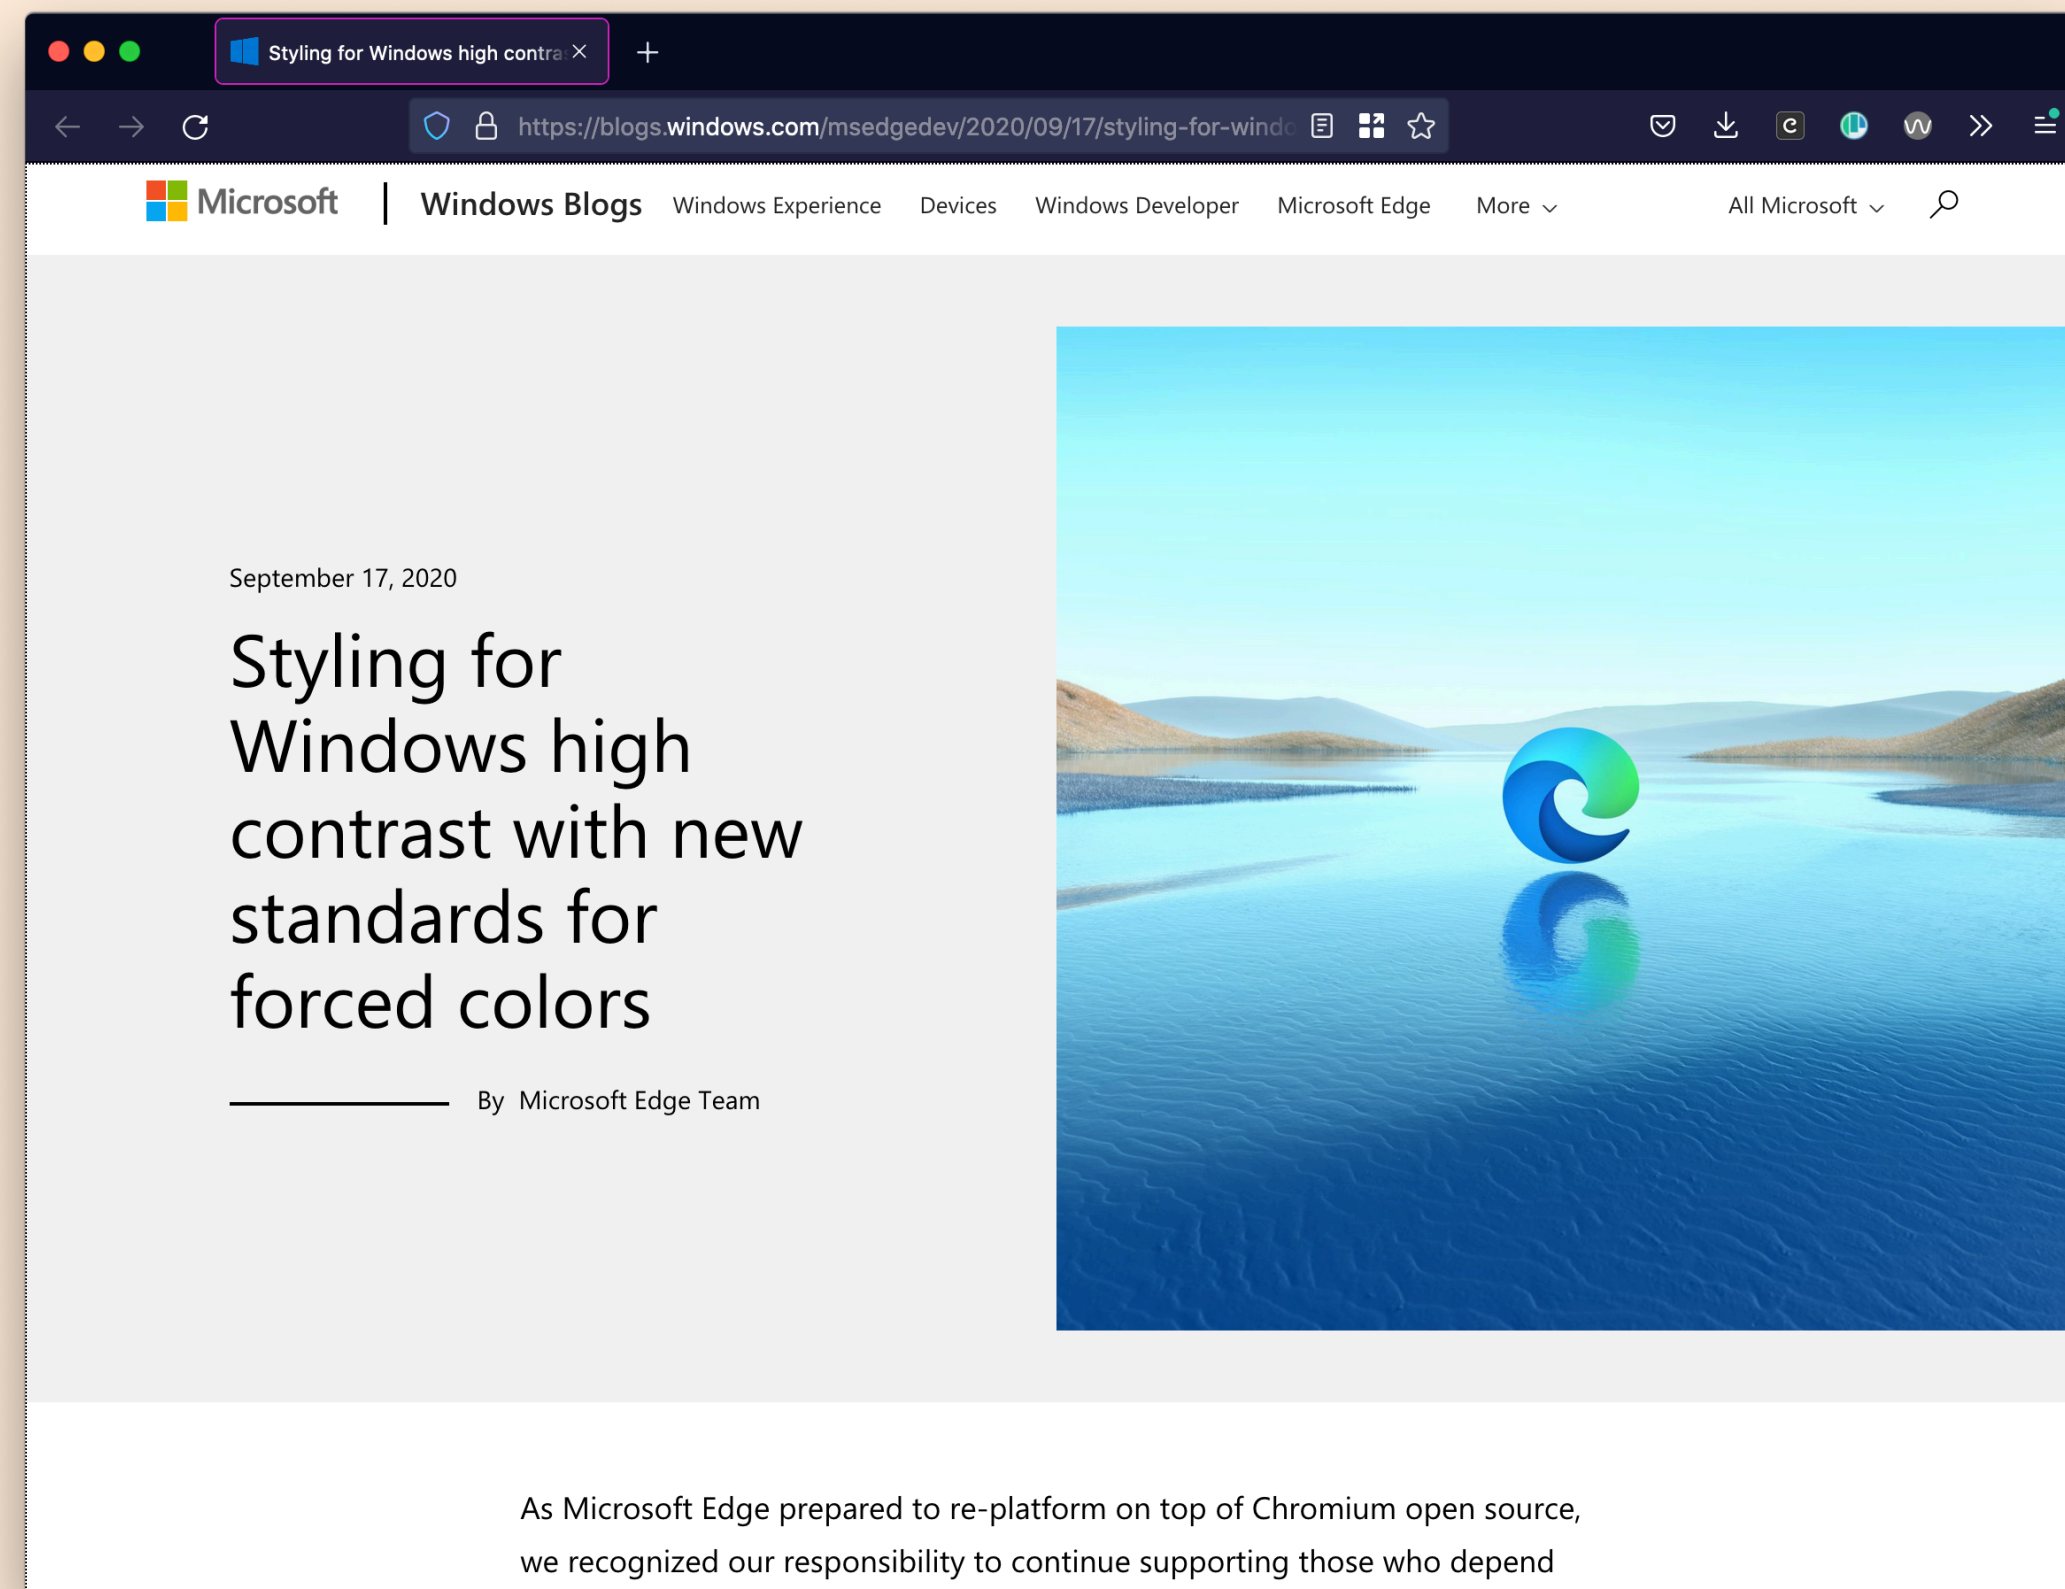 Styling for Windows high contra
https://blogs.windows.com/msedgedev/2020/09/17/styling-for-windo
Microsoft
Windows Blogs
Windows Experience
Devices
Windows Developer
Microsoft Edge
More
All Microsoft
September 17, 2020
Styling for
Windows high
contrast with new
standards for
forced colors
By Microsoft Edge Team
As Microsoft Edge prepared to re-platform on top of Chromium open source,
we recognized our responsibility to continue supporting those who depend